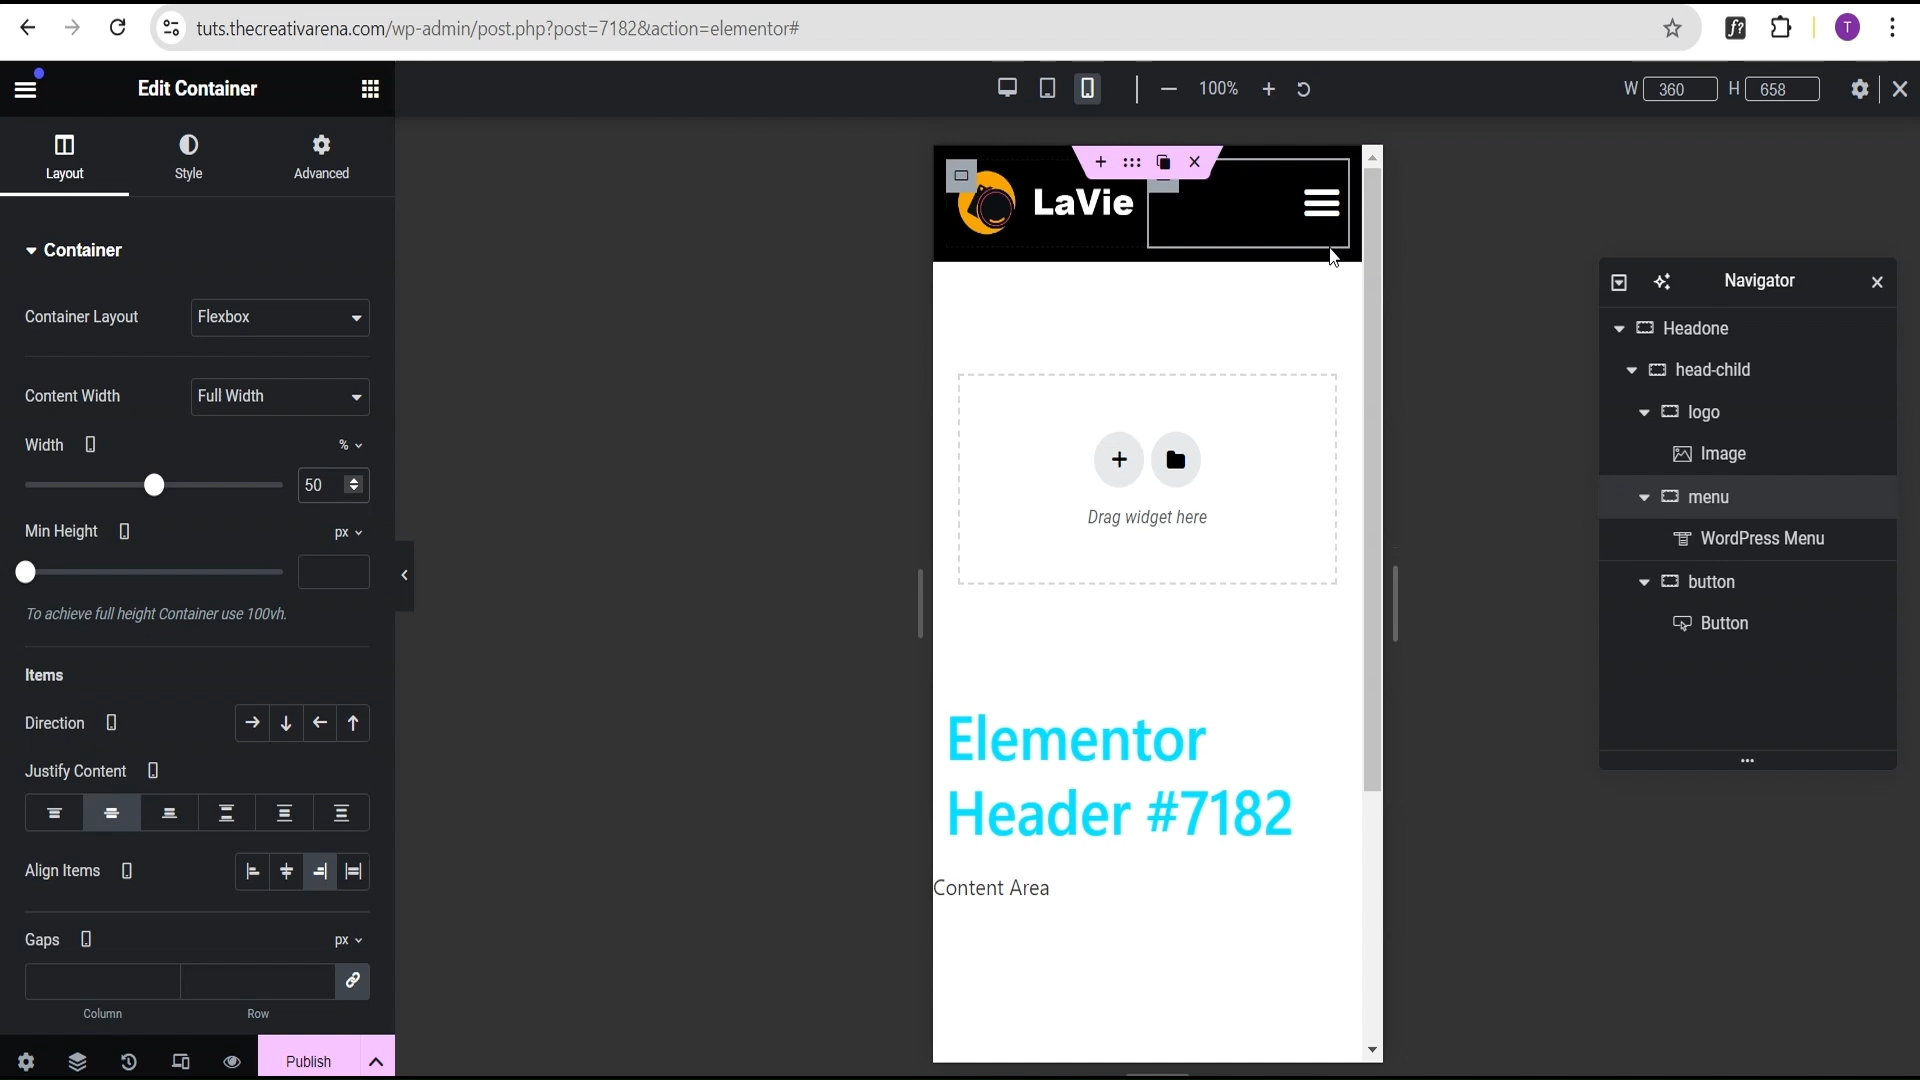 tuts.thecreativarena.com/wp-admin/post.php?post=7182&action=elementor#
f?
T
Edit Container
100%
W 360 H 658
Layout
Style
Advanced
Container
Container Layout
Flexbox
Content Width
Full Width
Width
%
50
Min Height
px
To achieve full height Container use 100vh.
Items
Direction
Justify Content
Align Items
Gaps
px
Column
Row
Publish
LaVie
Drag widget here
Elementor
Header #7182
Content Area
Navigator
Headone
head-child
logo
Image
menu
WordPress Menu
button
Button